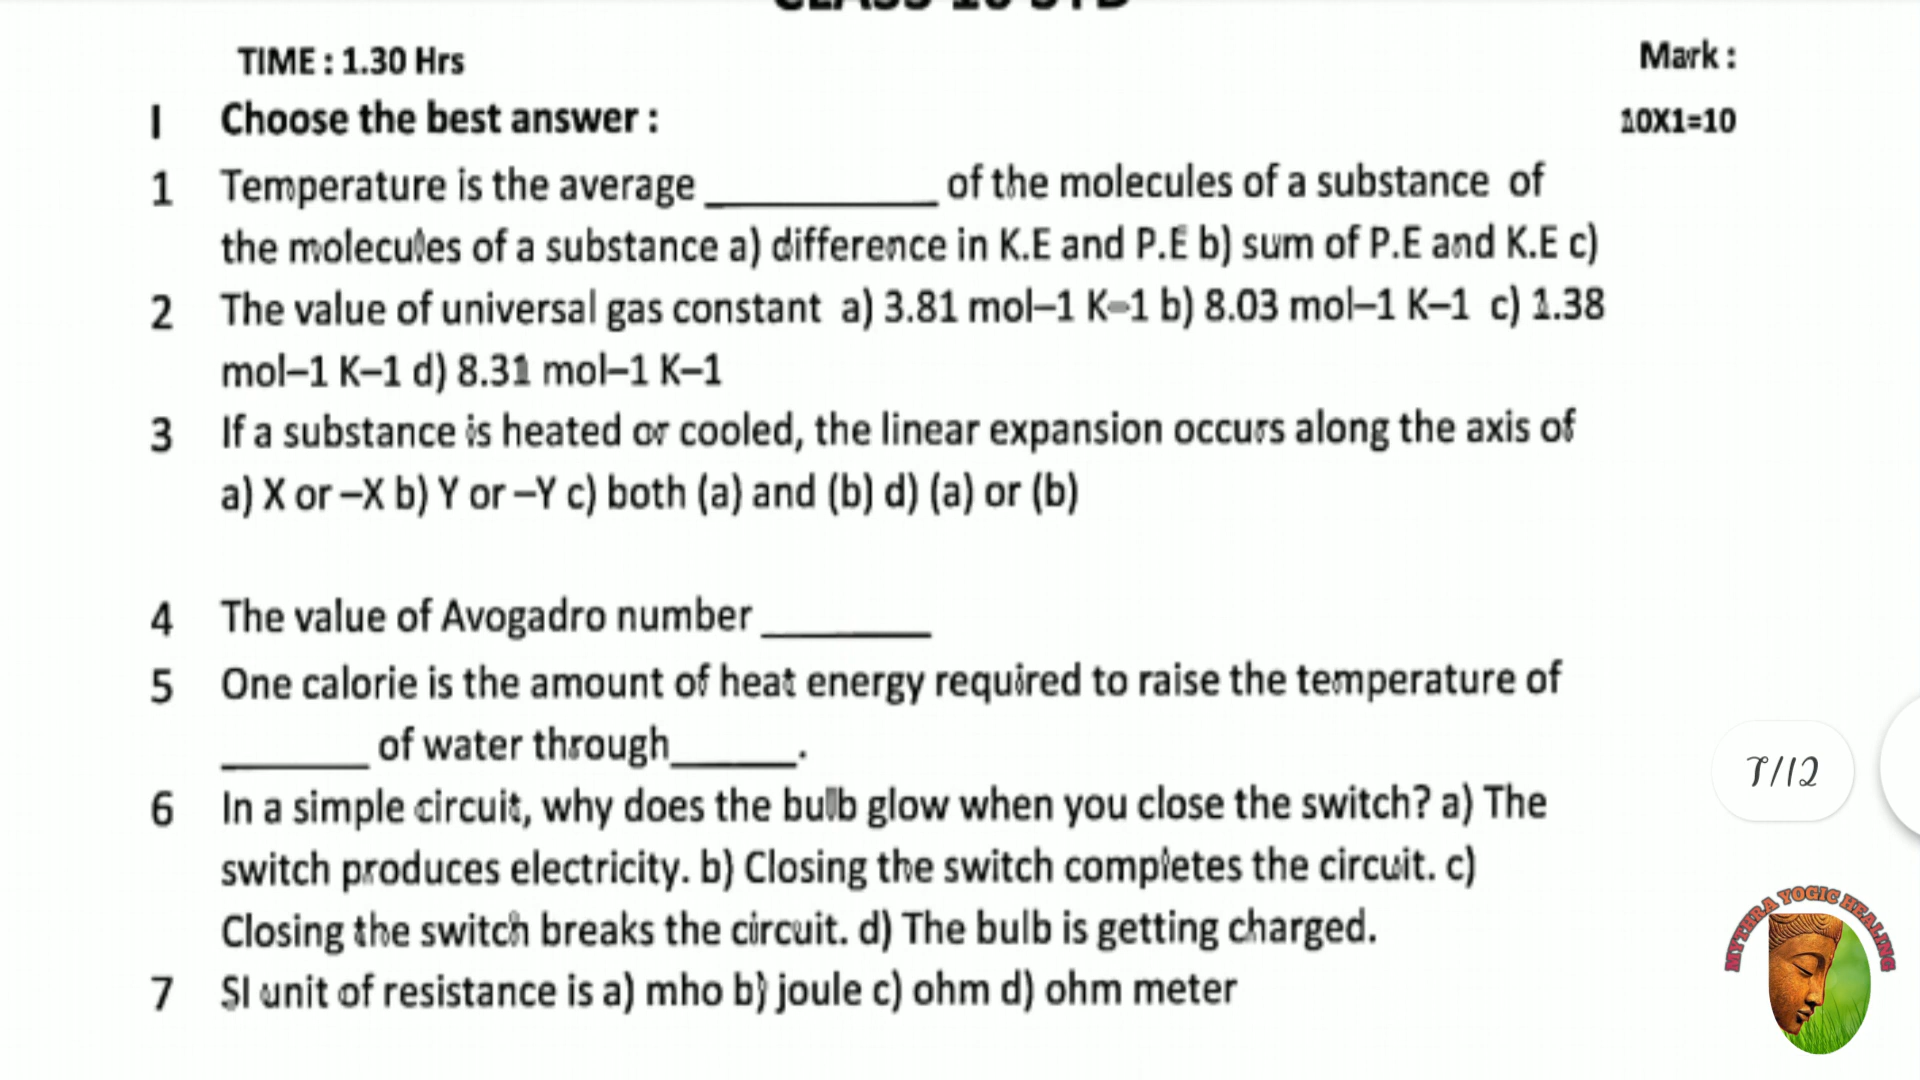 TIME : 1.30 Hrs
Mark :
I Choose the best answer :
10X1=10
1 Temperature is the average __________ of the molecules of a substance of
the molecules of a substance a) difference in K.E and P.E b) sum of P.E and K.E c)
2 The value of universal gas constant a) 3.81 mol–1 K–1 b) 8.03 mol–1 K–1 c) 1.38
mol–1 K–1 d) 8.31 mol–1 K–1
3 If a substance is heated or cooled, the linear expansion occurs along the axis of
a) X or –X b) Y or –Y c) both (a) and (b) d) (a) or (b)
4 The value of Avogadro number ________
5 One calorie is the amount of heat energy required to raise the temperature of
_______ of water through______.
6 In a simple circuit, why does the bulb glow when you close the switch? a) The
switch produces electricity. b) Closing the switch completes the circuit. c)
Closing the switch breaks the circuit. d) The bulb is getting charged.
7 SI unit of resistance is a) mho b) joule c) ohm d) ohm meter
7/12
MYTHRA YOGIC HEALING